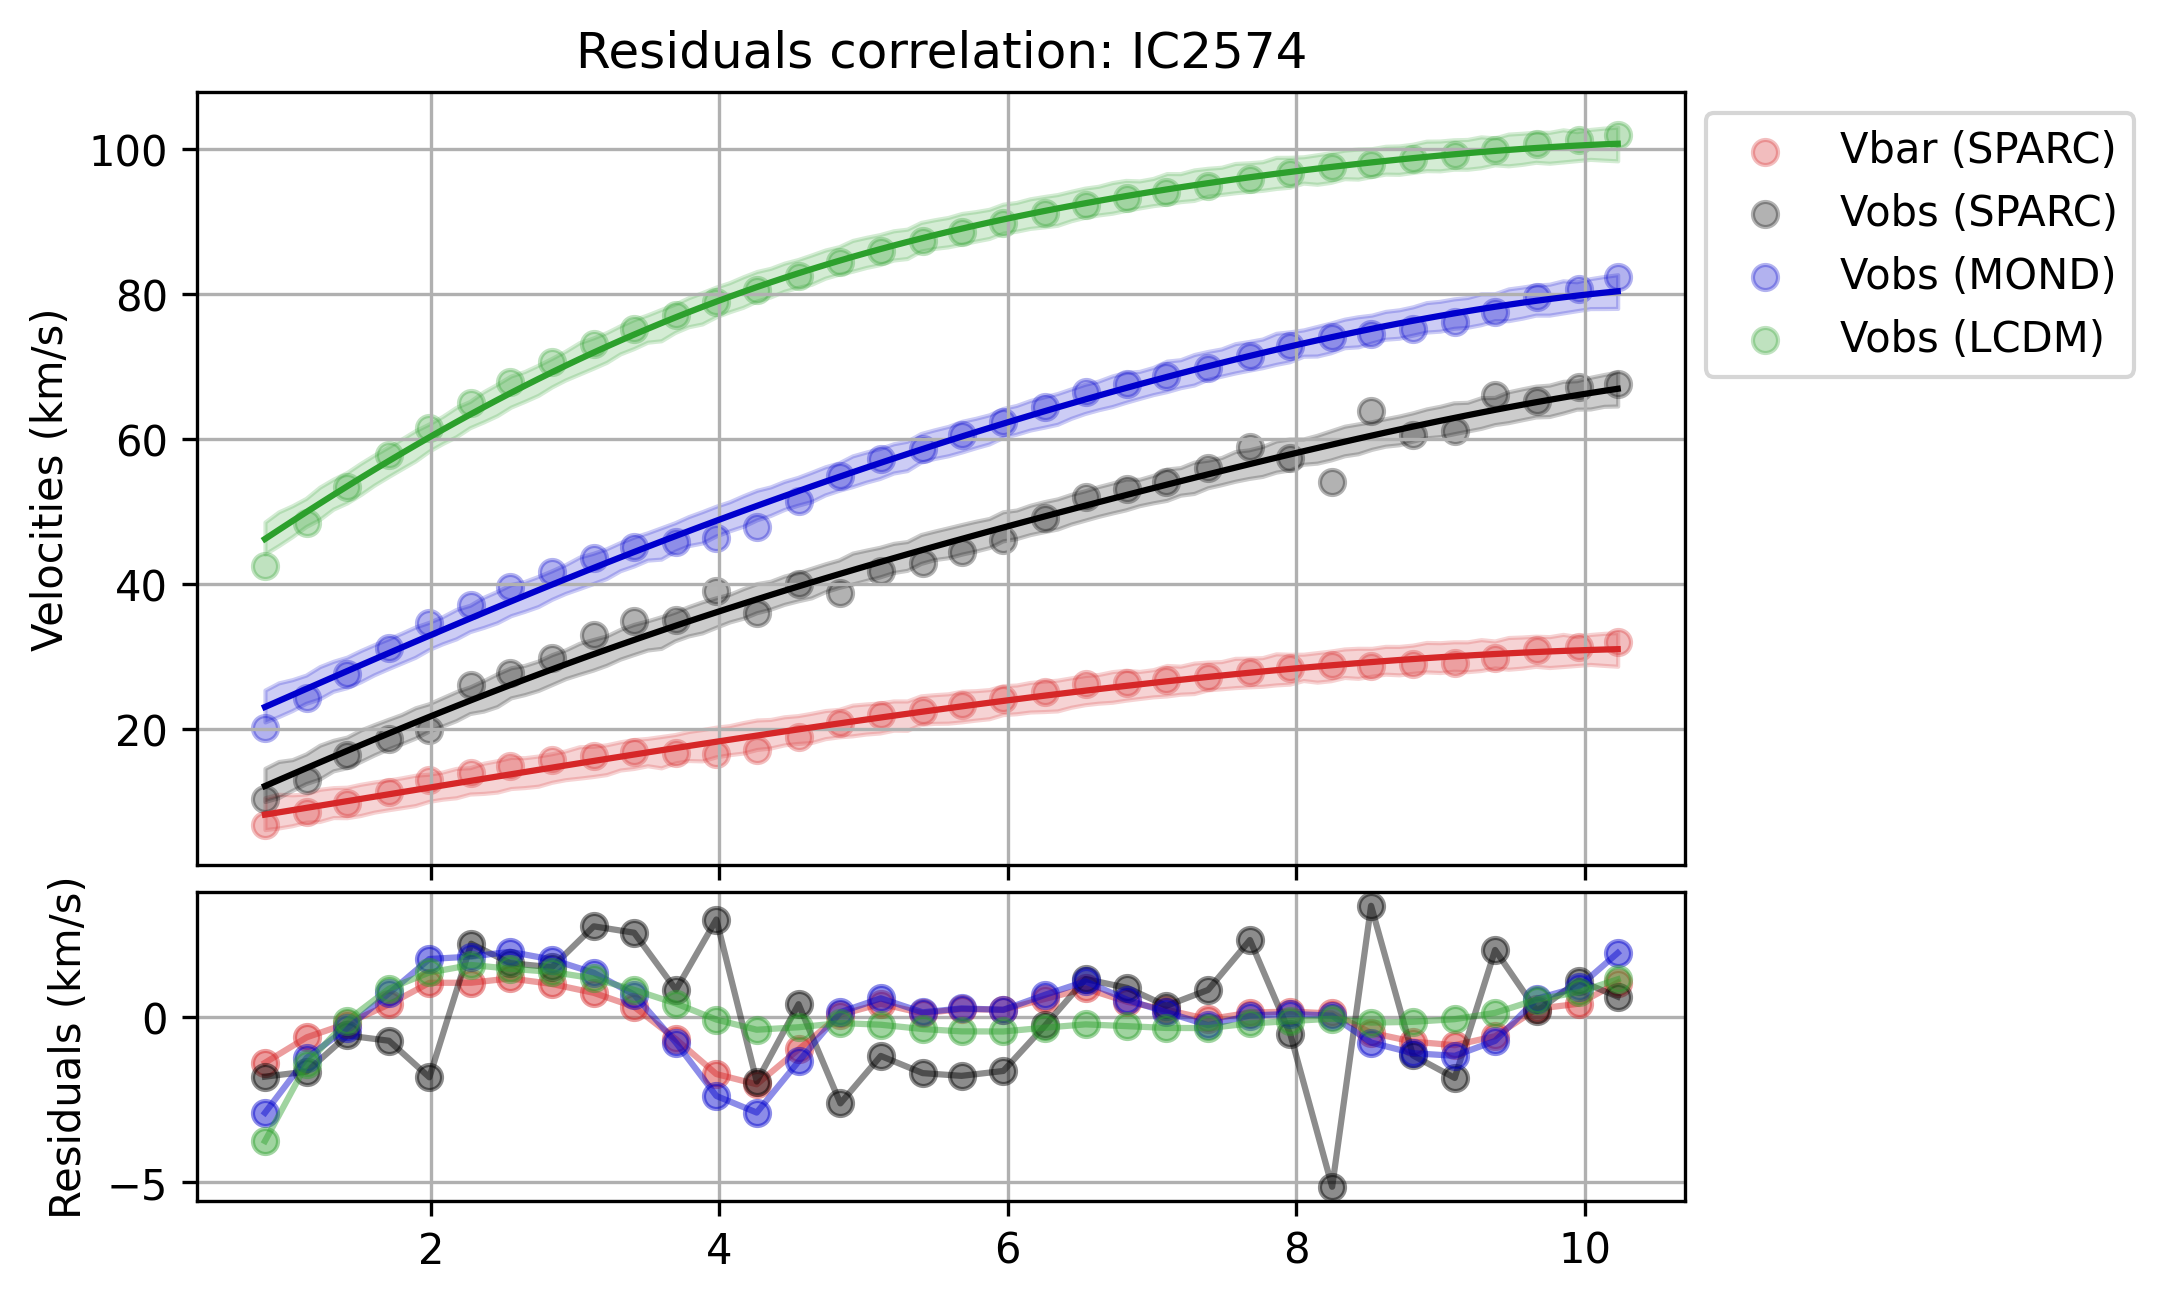 Residuals correlation: IC2574
Velocities (km/s)
100
80
60
40
20
Vbar (SPARC)
Vobs (SPARC)
Vobs (MOND)
Vobs (LCDM)
Residuals (km/s)
0
−5
2 4 6 8 10